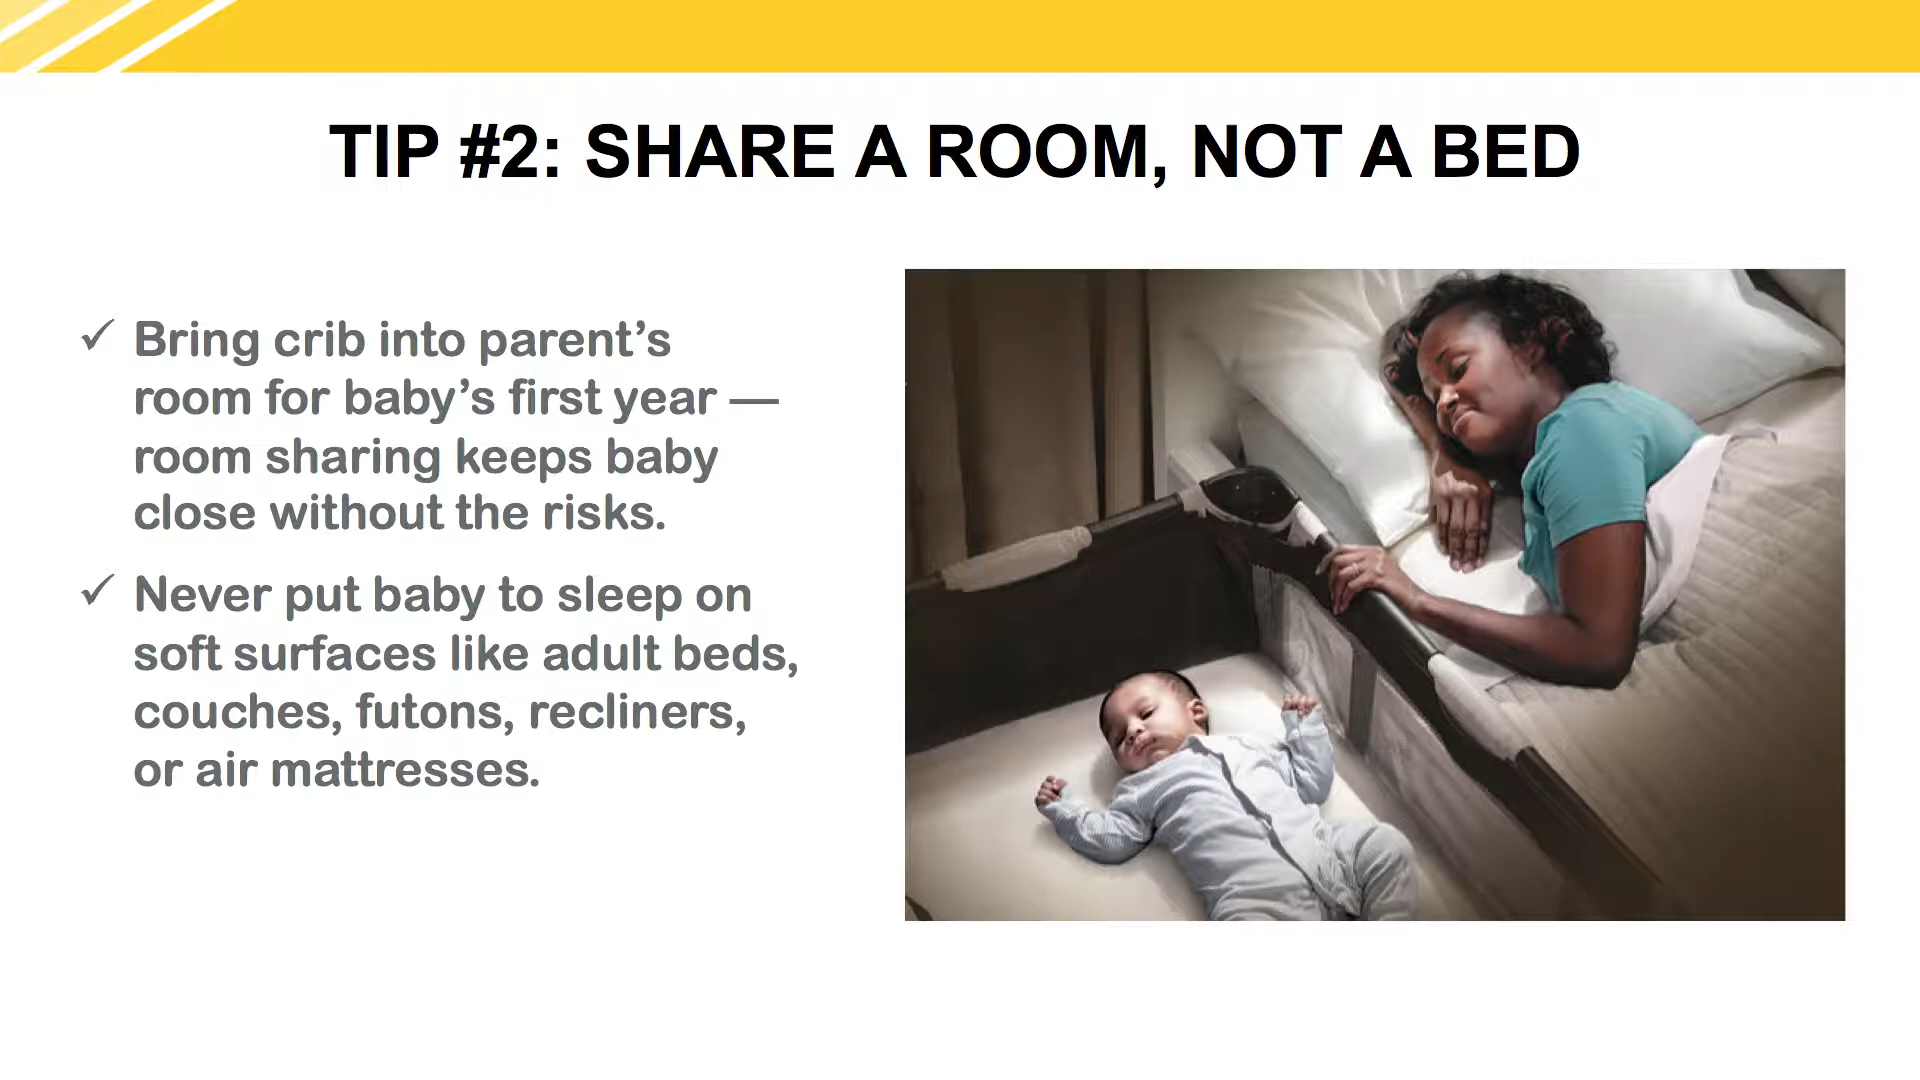 TIP #2: SHARE A ROOM, NOT A BED
✓ Bring crib into parent’s
room for baby’s first year —
room sharing keeps baby
close without the risks.
✓ Never put baby to sleep on
soft surfaces like adult beds,
couches, futons, recliners,
or air mattresses.